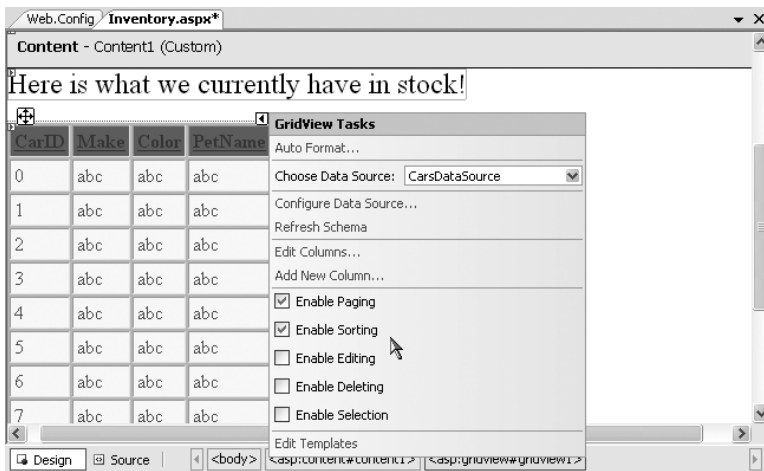 Web.Config Inventory.aspx*
Content - Content1 (Custom)
Here is what we currently have in stock!
GridView Tasks
Auto Format...
Choose Data Source: CarsDataSource
Configure Data Source...
Refresh Schema
Edit Columns...
Add New Column...
Enable Paging
Enable Sorting
Enable Editing
Enable Deleting
Enable Selection
Edit Templates
CarID Make Color PetName
0 abc abc abc
1 abc abc abc
2 abc abc abc
3 abc abc abc
4 abc abc abc
5 abc abc abc
6 abc abc abc
7 abc abc abc
Design Source <body> <asp:content#content1> <asp:gridview#gridview1>